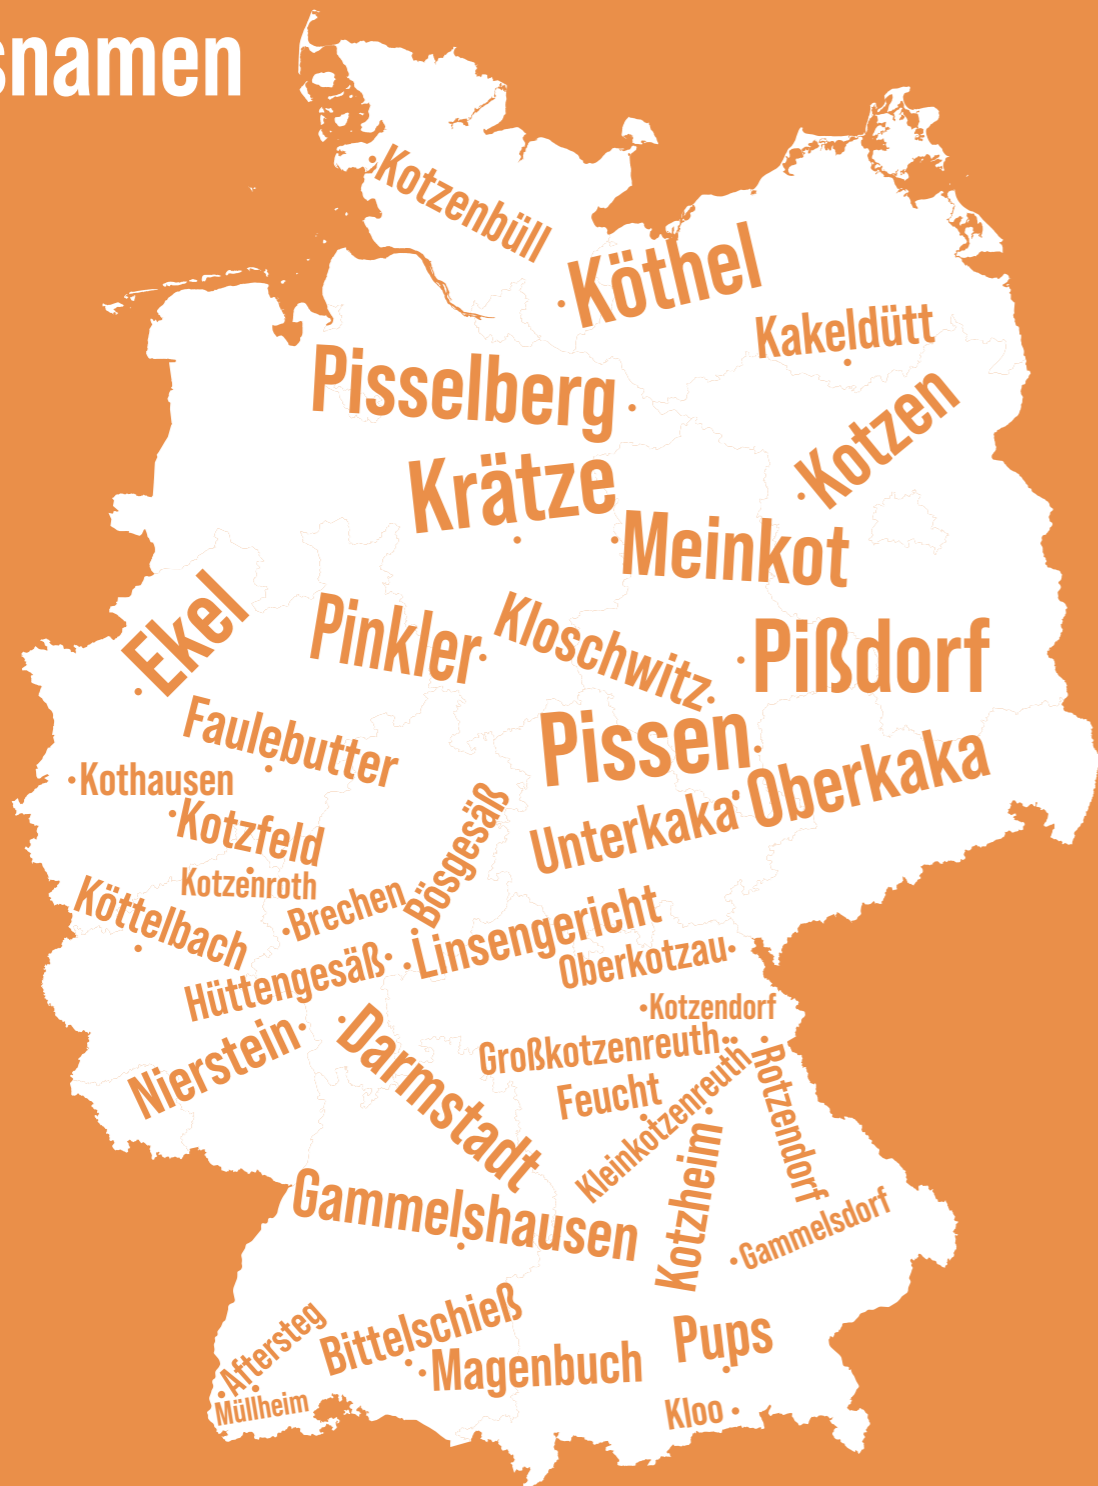 snamen
Kotzenbüll
Köthel
Kakeldütt
Pisselberg
Kotzen
Krätze
Meinkot
Ekel
Pinkler
Kloschwitz
Pißdorf
Faulebutter
Pissen
Kothausen
Oberkaka
Unterkaka
Kotzfeld
Bösgesäß
Kotzenroth
Brechen
Köttelbach
Linsengericht
Hüttengesäß
Oberkotzau
Kotzendorf
Nierstein
Darmstadt
Großkotzenreuth
Feucht
Kleinkotzenreuth
Rotzendorf
Kotzheim
Gammelshausen
Gammelsdorf
Aftersteg
Bittelschieß
Magenbuch
Pups
Müllheim
Kloo